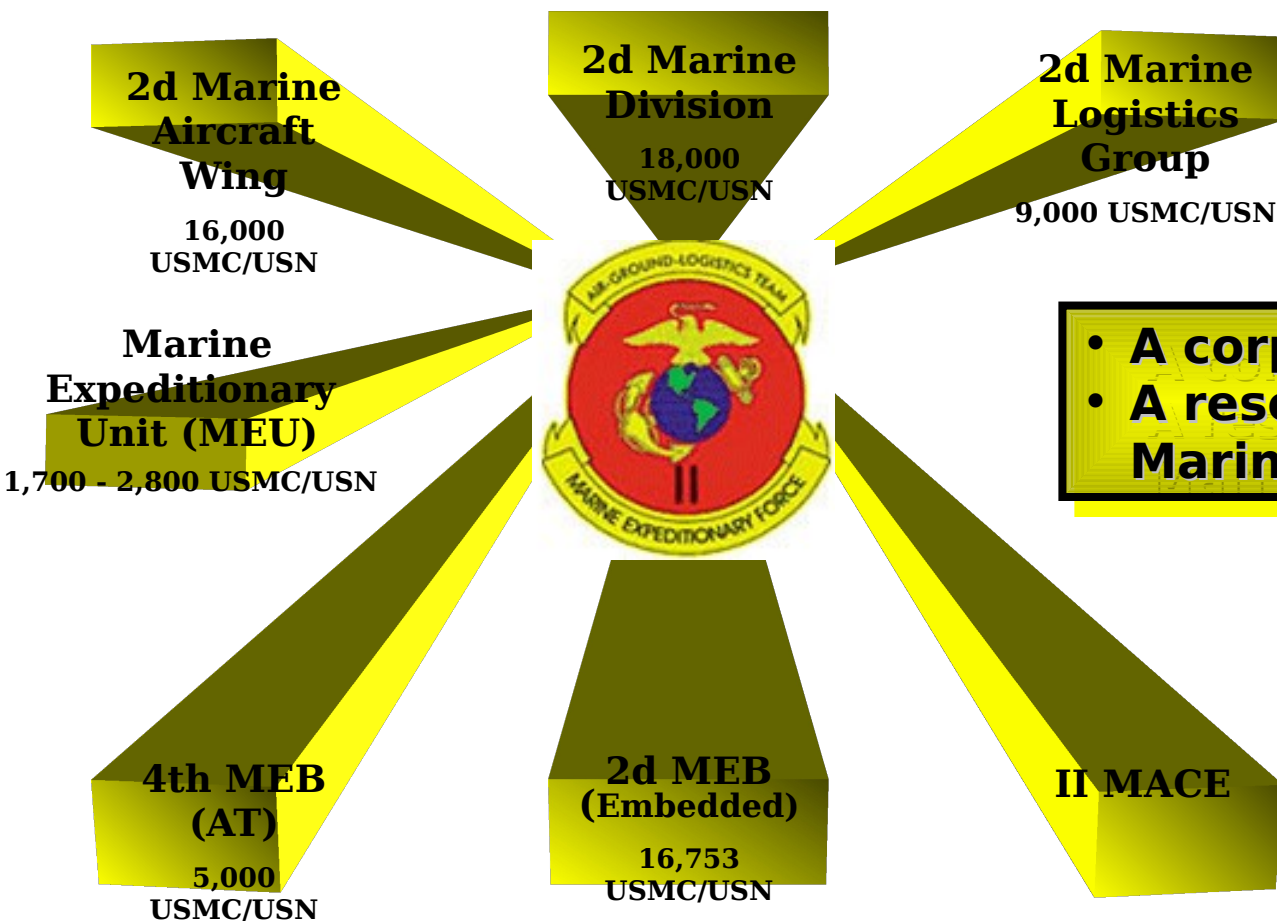 2d Marine
Aircraft
Wing
16,000
USMC/USN
2d Marine
Division
18,000
USMC/USN
2d Marine
Logistics
Group
9,000 USMC/USN
Marine
Expeditionary
Unit (MEU)
1,700 - 2,800 USMC/USN
AIR-GROUND-LOGISTICS TEAM
II
MARINE EXPEDITIONARY FORCE
• A
• A
4th MEB
(AT)
5,000
USMC/USN
2d MEB
(Embedded)
16,753
USMC/USN
II MACE